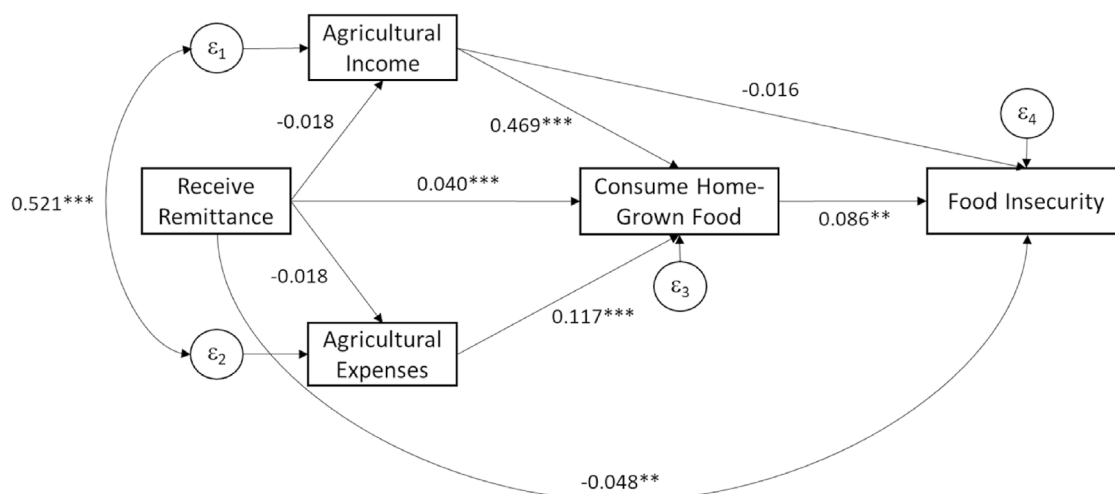 ε1
Agricultural
Income
-0.016
ε4
-0.018
0.469***
Receive
Remittance
0.040***
Consume Home-
Grown Food
0.086**
Food Insecurity
0.521***
-0.018
ε3
0.117***
ε2
Agricultural
Expenses
-0.048**